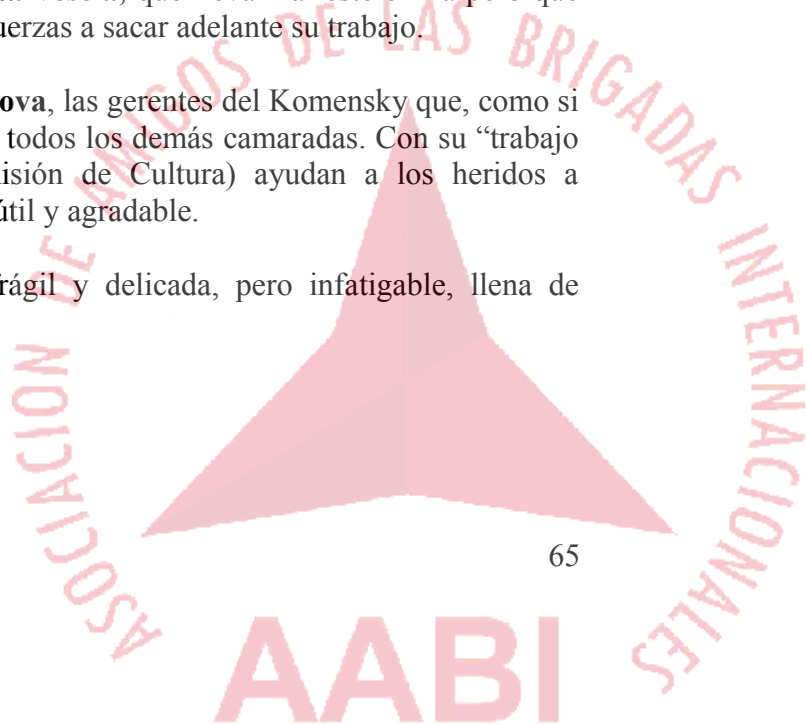 uerzas a sacar adelante su trabajo.
ova, las gerentes del Komensky que, como si
todos los demás camaradas. Con su “trabajo
isión de Cultura) ayudan a los heridos a
útil y agradable.
rágil y delicada, pero infatigable, llena de
65
ASOCIACION DE AMIGOS DE LAS BRIGADAS INTERNACIONALES
AABI